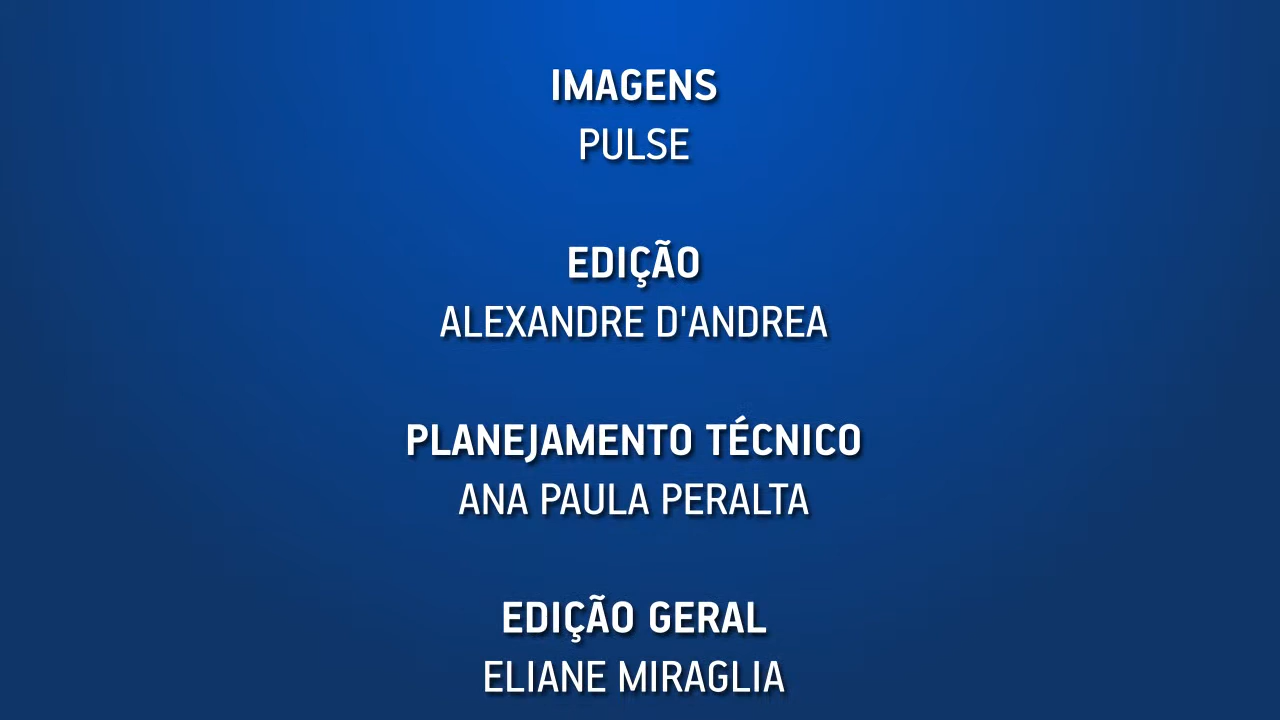 IMAGENS
PULSE
EDIÇÃO
ALEXANDRE D'ANDREA
PLANEJAMENTO TÉCNICO
ANA PAULA PERALTA
EDIÇÃO GERAL
ELIANE MIRAGLIA